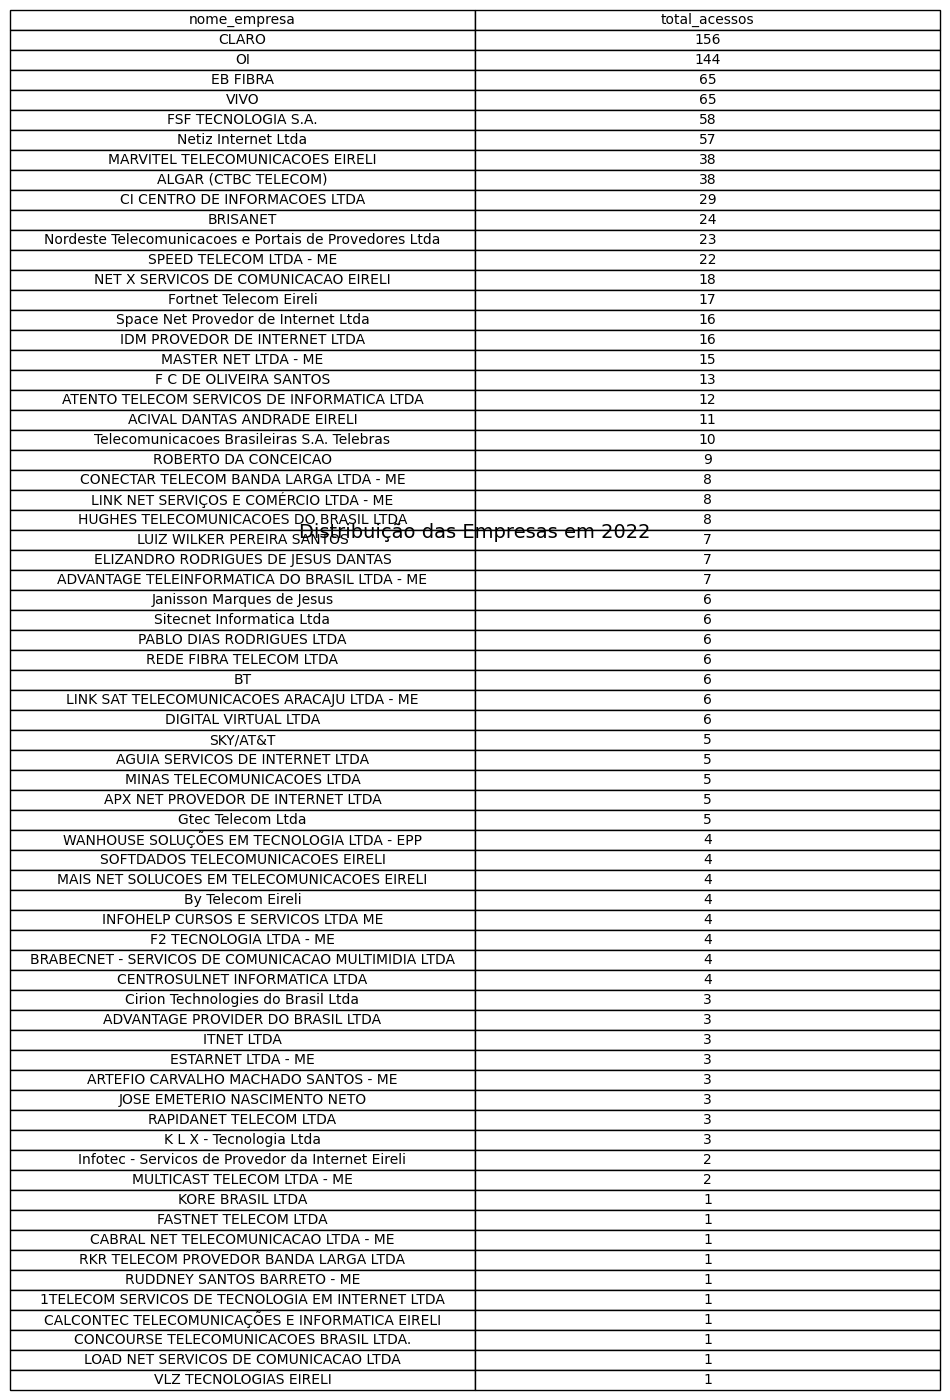 nome_empresa total_acessos
CLARO 156
OI 144
EB FIBRA 65
VIVO 65
FSF TECNOLOGIA S.A. 58
Netiz Internet Ltda 57
MARVITEL TELECOMUNICACOES EIRELI 38
ALGAR (CTBC TELECOM) 38
CI CENTRO DE INFORMACOES LTDA 29
BRISANET 24
Nordeste Telecomunicacoes e Portais de Provedores Ltda 23
SPEED TELECOM LTDA - ME 22
NET X SERVICOS DE COMUNICACAO EIRELI 18
Fortnet Telecom Eireli 17
Space Net Provedor de Internet Ltda 16
IDM PROVEDOR DE INTERNET LTDA 16
MASTER NET LTDA - ME 15
F C DE OLIVEIRA SANTOS 13
ATENTO TELECOM SERVICOS DE INFORMATICA LTDA 12
ACIVAL DANTAS ANDRADE EIRELI 11
Telecomunicacoes Brasileiras S.A. Telebras 10
ROBERTO DA CONCEICAO 9
CONECTAR TELECOM BANDA LARGA LTDA - ME 8
LINK NET SERVIÇOS E COMÉRCIO LTDA - ME 8
HUGHES TELECOMUNICACOES DO BRASIL LTDA 8
Distribuição das Empresas em 2022
LUIZ WILKER PEREIRA SANTOS 7
ELIZANDRO RODRIGUES DE JESUS DANTAS 7
ADVANTAGE TELEINFORMATICA DO BRASIL LTDA - ME 7
Janisson Marques de Jesus 6
Sitecnet Informatica Ltda 6
PABLO DIAS RODRIGUES LTDA 6
REDE FIBRA TELECOM LTDA 6
BT 6
LINK SAT TELECOMUNICACOES ARACAJU LTDA - ME 6
DIGITAL VIRTUAL LTDA 6
SKY/AT&T 5
AGUIA SERVICOS DE INTERNET LTDA 5
MINAS TELECOMUNICACOES LTDA 5
APX NET PROVEDOR DE INTERNET LTDA 5
Gtec Telecom Ltda 5
WANHOUSE SOLUÇÕES EM TECNOLOGIA LTDA - EPP 4
SOFTDADOS TELECOMUNICACOES EIRELI 4
MAIS NET SOLUCOES EM TELECOMUNICACOES EIRELI 4
By Telecom Eireli 4
INFOHELP CURSOS E SERVICOS LTDA ME 4
F2 TECNOLOGIA LTDA - ME 4
BRABECNET - SERVICOS DE COMUNICACAO MULTIMIDIA LTDA 4
CENTROSULNET INFORMATICA LTDA 4
Cirion Technologies do Brasil Ltda 3
ADVANTAGE PROVIDER DO BRASIL LTDA 3
ITNET LTDA 3
ESTARNET LTDA - ME 3
ARTEFIO CARVALHO MACHADO SANTOS - ME 3
JOSE EMETERIO NASCIMENTO NETO 3
RAPIDANET TELECOM LTDA 3
K L X - Tecnologia Ltda 3
Infotec - Servicos de Provedor da Internet Eireli 2
MULTICAST TELECOM LTDA - ME 2
KORE BRASIL LTDA 1
FASTNET TELECOM LTDA 1
CABRAL NET TELECOMUNICACAO LTDA - ME 1
RKR TELECOM PROVEDOR BANDA LARGA LTDA 1
RUDDNEY SANTOS BARRETO - ME 1
1TELECOM SERVICOS DE TECNOLOGIA EM INTERNET LTDA 1
CALCONTEC TELECOMUNICAÇÕES E INFORMATICA EIRELI 1
CONCOURSE TELECOMUNICACOES BRASIL LTDA. 1
LOAD NET SERVICOS DE COMUNICACAO LTDA 1
VLZ TECNOLOGIAS EIRELI 1